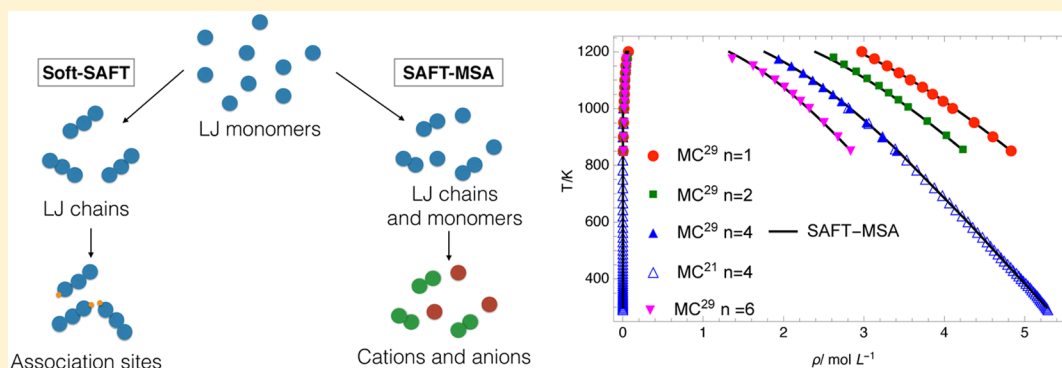 Soft-SAFT
SAFT-MSA
LJ monomers
LJ chains
LJ chains
and monomers
Association sites
Cations and anions
T/K
1200
1000
800
600
400
MC²⁹ n=1
MC²⁹ n=2
MC²⁹ n=4
SAFT−MSA
MC²¹ n=4
MC²⁹ n=6
0
1
2
3
4
5
ρ/ mol L⁻¹